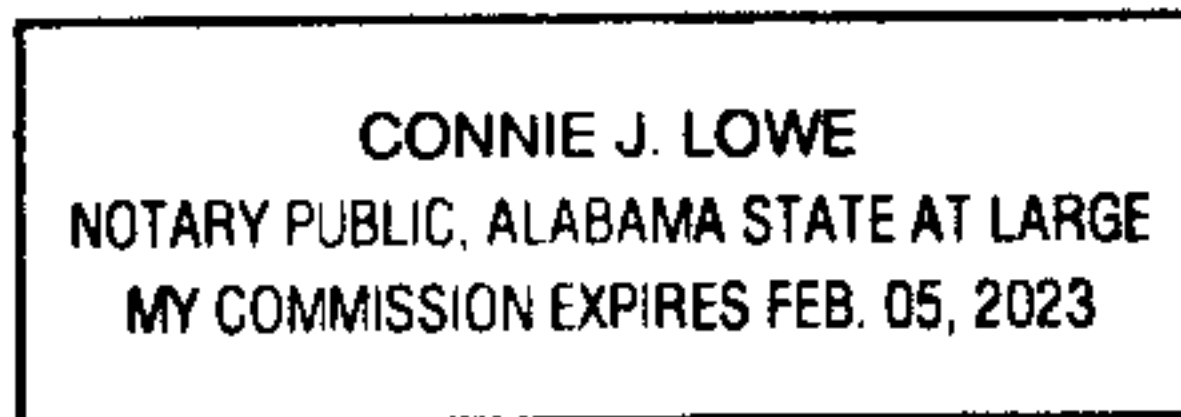 CONNIE J. LOWE
NOTARY PUBLIC, ALABAMA STATE AT LARGE
MY COMMISSION EXPIRES FEB. 05, 2023